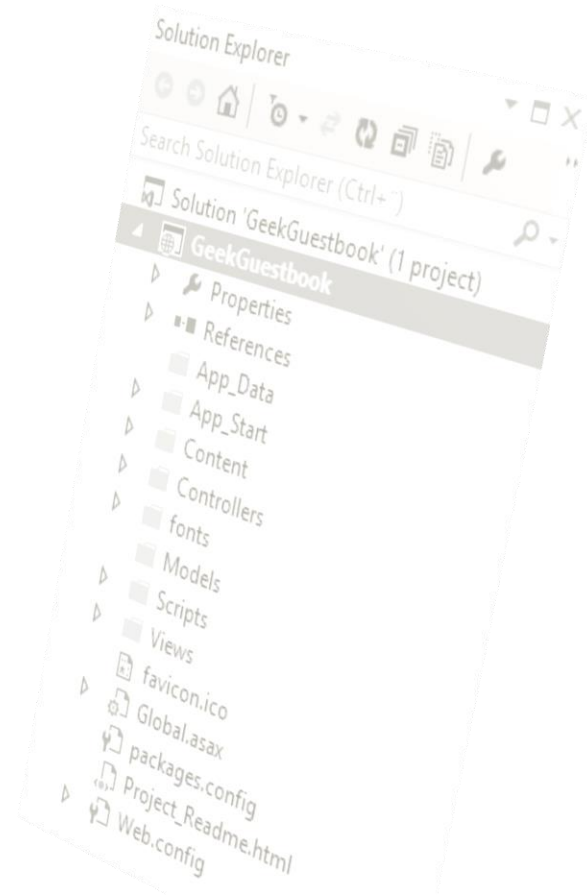 Solution Explorer
Search Solution Explorer (Ctrl+¨)
Solution 'GeekGuestbook' (1 project)
GeekGuestbook
Properties
References
App_Data
App_Start
Content
Controllers
fonts
Models
Scripts
Views
favicon.ico
Global.asax
packages.config
Project_Readme.html
Web.config